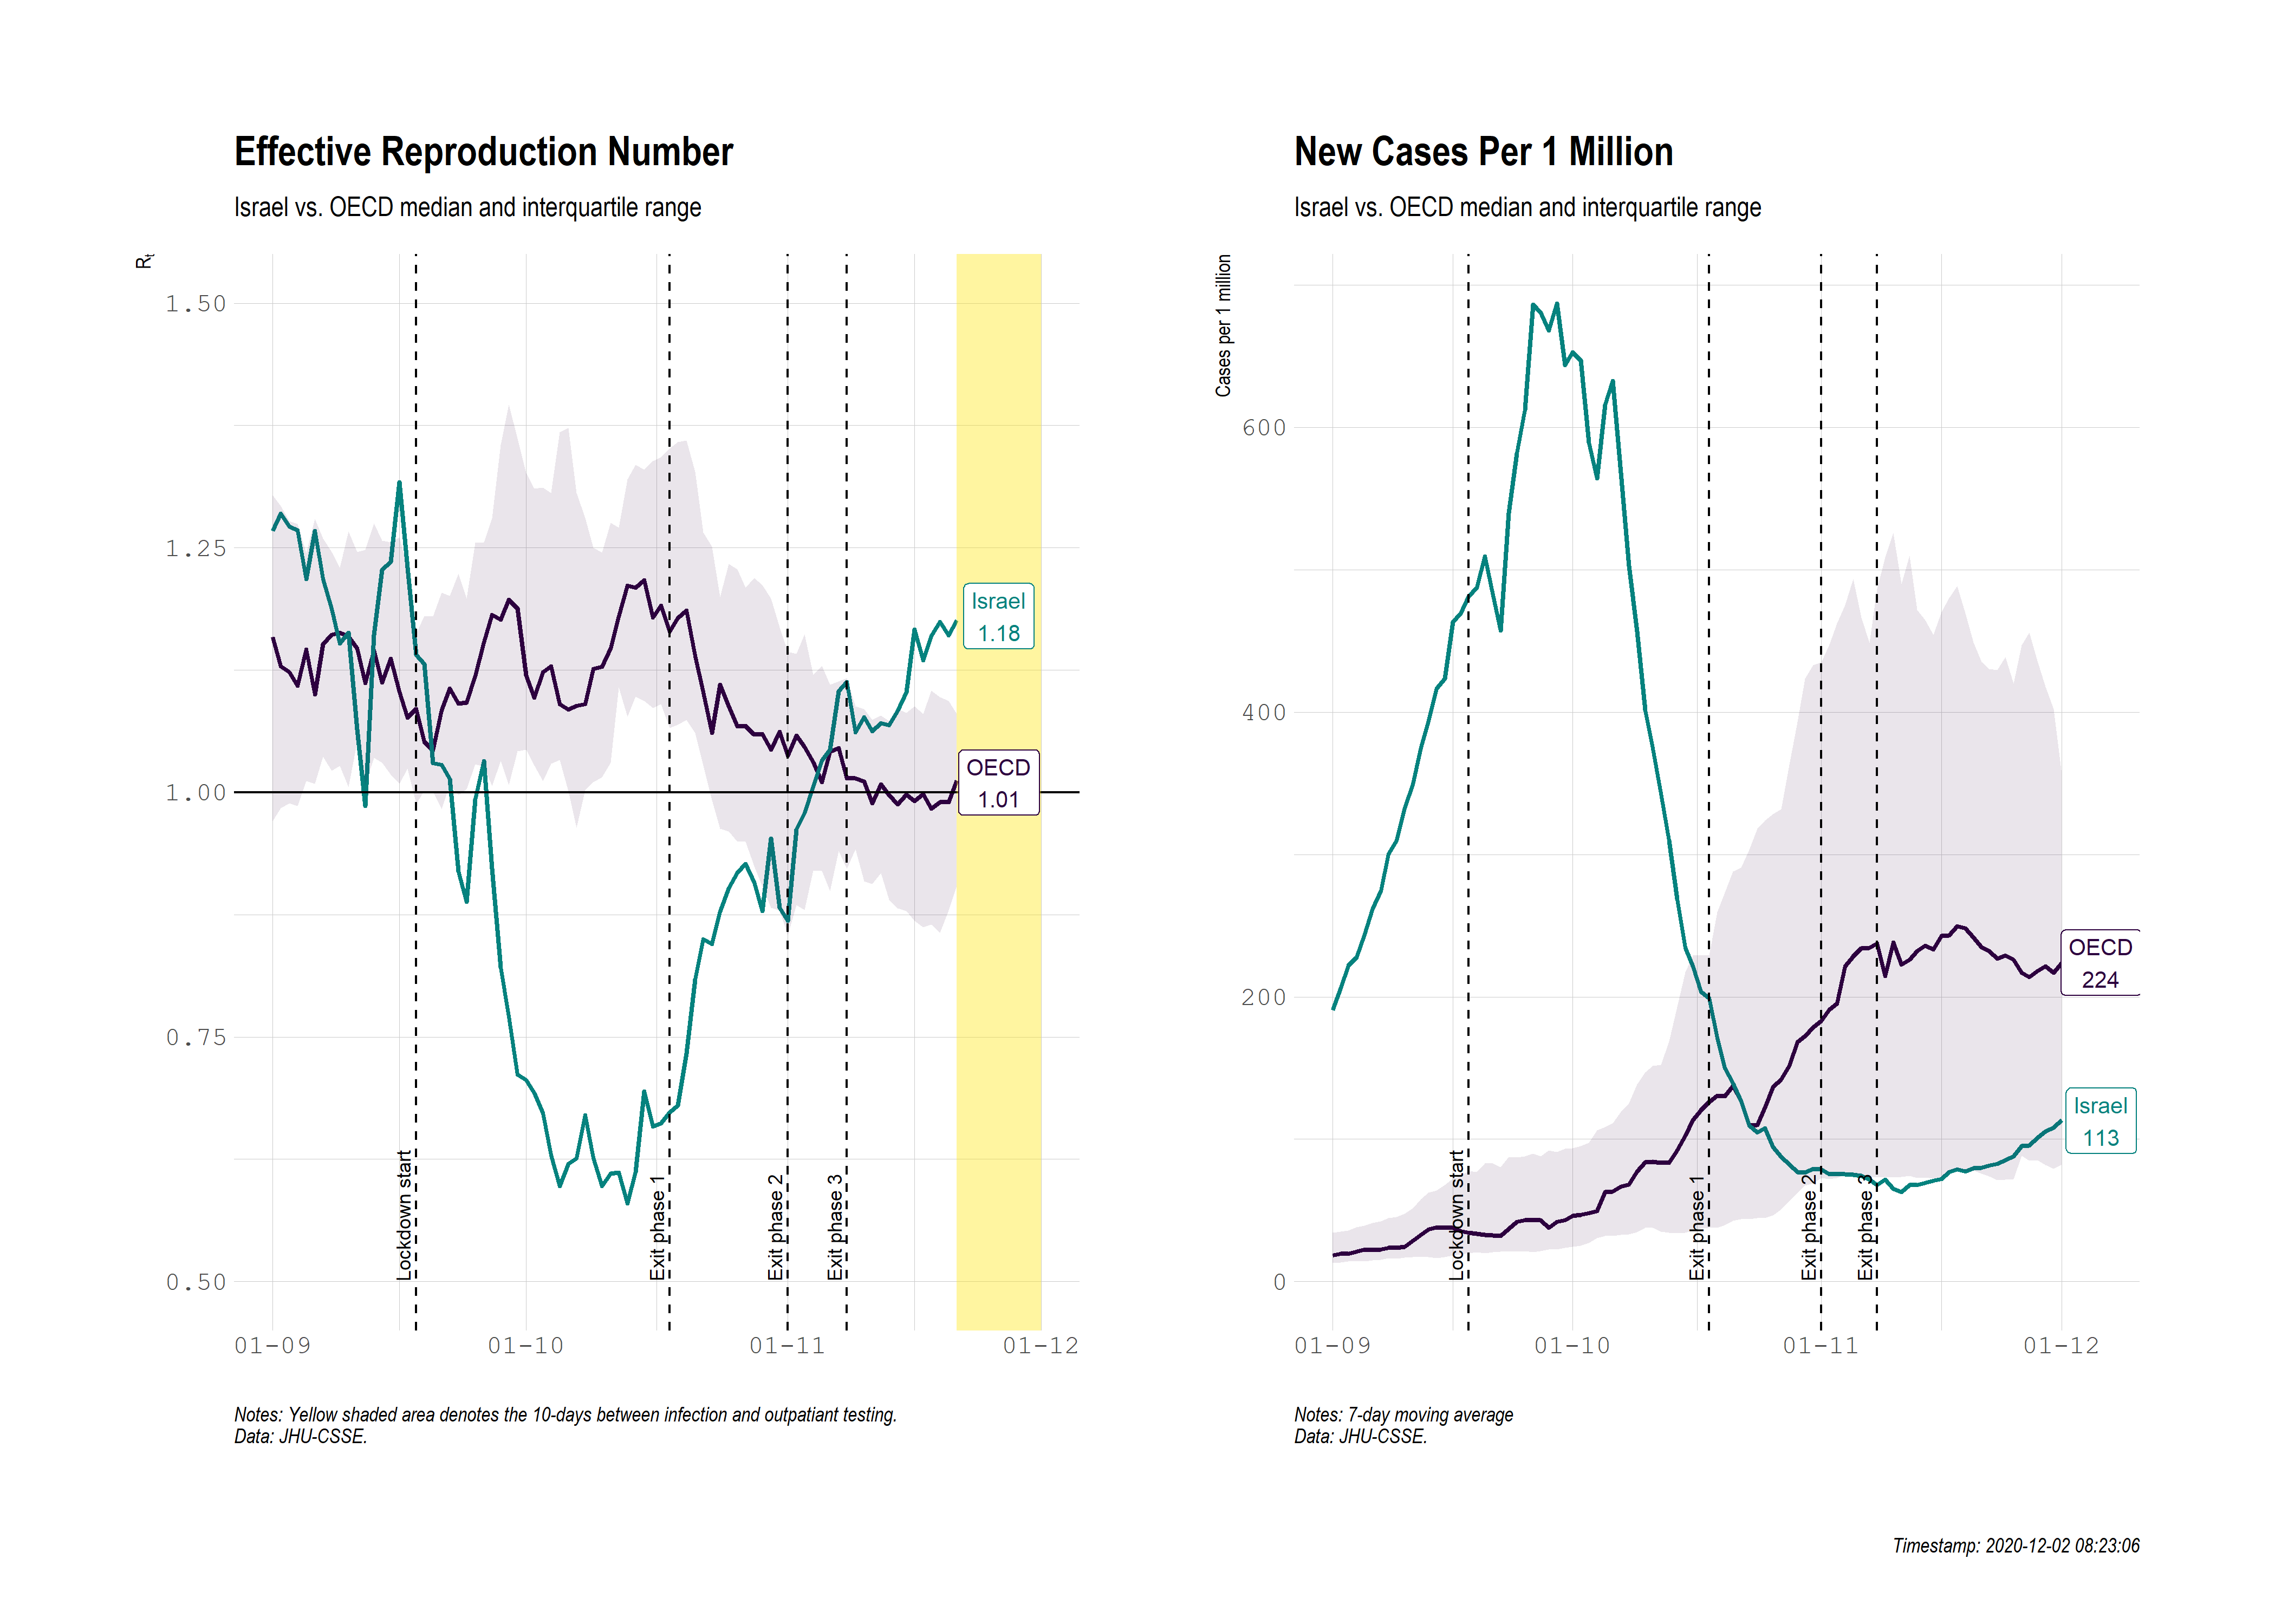 Effective Reproduction Number
Israel vs. OECD median and interquartile range
Rt
1.50
1.25
1.00
0.75
0.50
Lockdown start
Exit phase 1
Exit phase 2
Exit phase 3
Israel
1.18
OECD
1.01
01-09
01-10
01-11
01-12
Notes: Yellow shaded area denotes the 10-days between infection and outpatiant testing.
Data: JHU-CSSE.
New Cases Per 1 Million
Israel vs. OECD median and interquartile range
Cases per 1 million
600
400
200
0
Lockdown start
Exit phase 1
Exit phase 2
Exit phase 3
OECD
224
Israel
113
01-09
01-10
01-11
01-12
Notes: 7-day moving average
Data: JHU-CSSE.
Timestamp: 2020-12-02 08:23:06